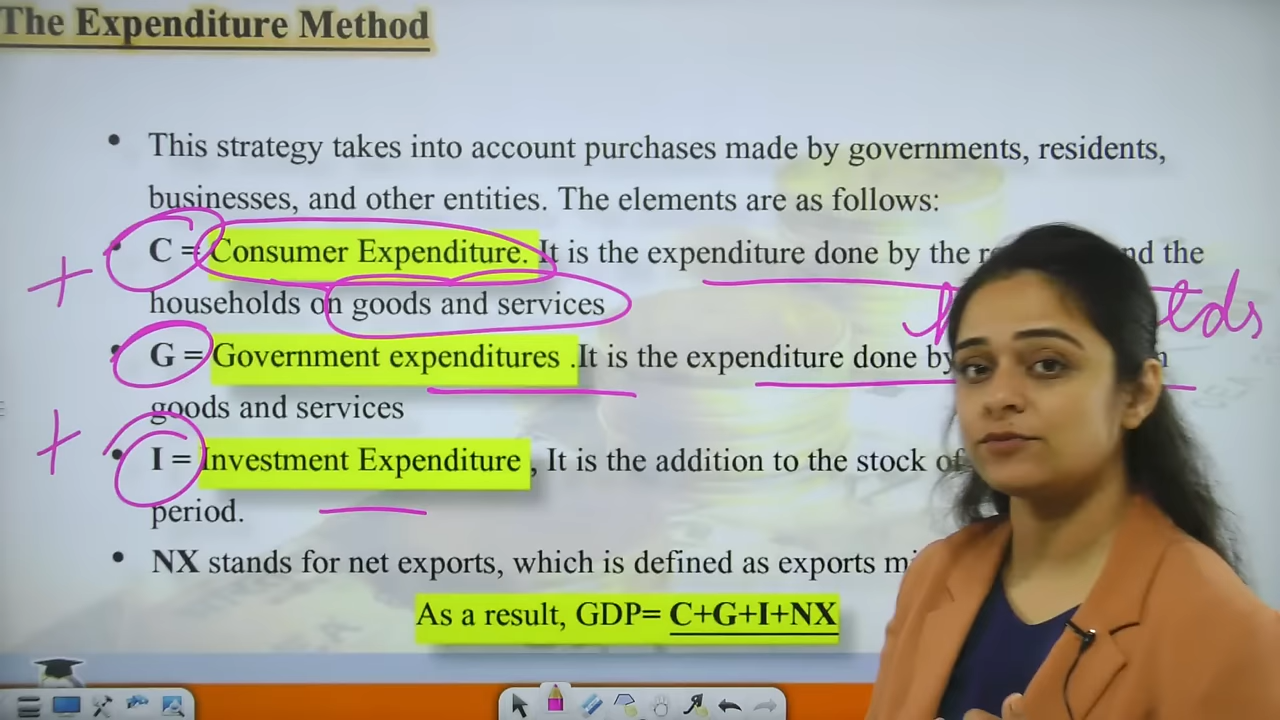 The Expenditure Method
• This strategy takes into account purchases made by governments, residents,
businesses, and other entities. The elements are as follows:
+ • C = Consumer Expenditure. It is the expenditure done by the and the
households on goods and services
• G = Government expenditures .It is the expenditure done by
goods and services
+ • I = Investment Expenditure , It is the addition to the stock of
period.
• NX stands for net exports, which is defined as exports
As a result, GDP= C+G+I+NX